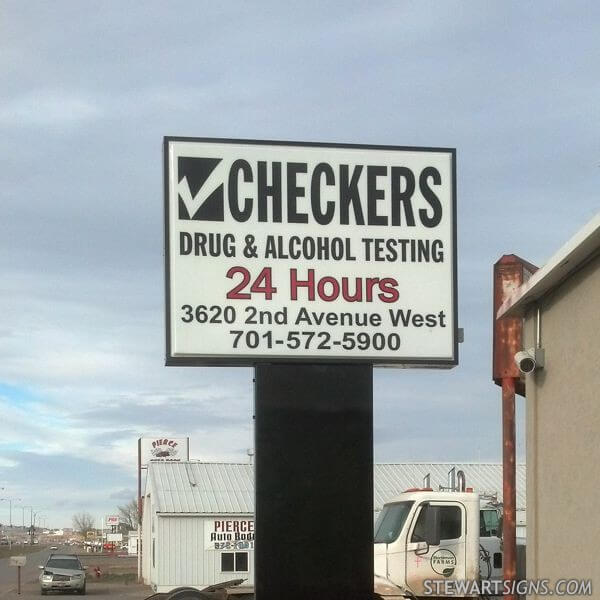 CHECKERS
DRUG & ALCOHOL TESTING
24 Hours
3620 2nd Avenue West
701-572-5900
PIERCE
PIERCE
Auto Body
FARMS
STEWARTSIGNS.COM